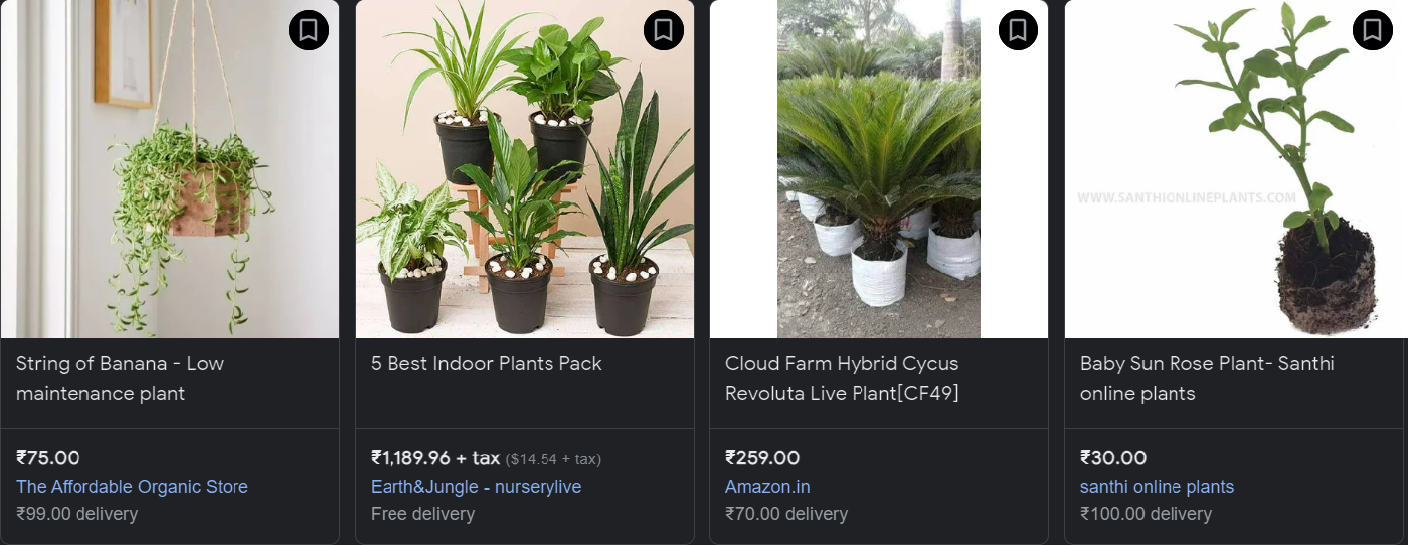 WWW.SANTHIONLINEPLANTS.COM
String of Banana - Low
maintenance plant
₹75.00
The Affordable Organic Store
₹99.00 delivery
5 Best Indoor Plants Pack
₹1,189.96 + tax ($14.54 + tax)
Earth&Jungle - nurserylive
Free delivery
Cloud Farm Hybrid Cycus
Revoluta Live Plant[CF49]
₹259.00
Amazon.in
₹70.00 delivery
Baby Sun Rose Plant- Santhi
online plants
₹30.00
santhi online plants
₹100.00 delivery